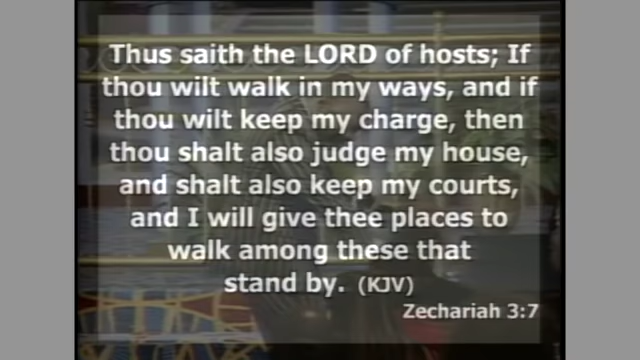 Thus saith the LORD of hosts; If
thou wilt walk in my ways, and if
thou wilt keep my charge, then
thou shalt also judge my house,
and shalt also keep my courts,
and I will give thee places to
walk among these that
stand by. (KJV)
Zechariah 3:7